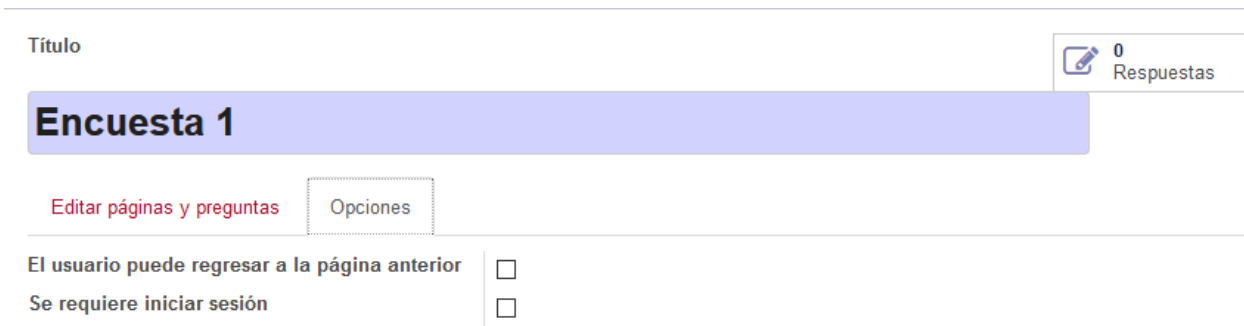 Título
0
Respuestas
Encuesta 1
Editar páginas y preguntas
Opciones
El usuario puede regresar a la página anterior
Se requiere iniciar sesión